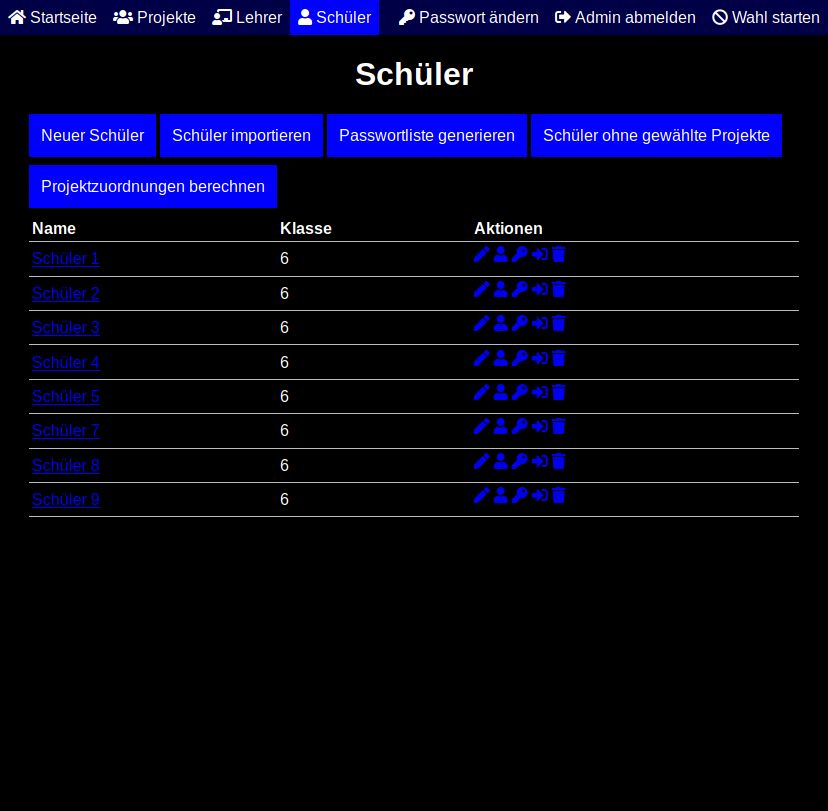 Startseite Projekte Lehrer Schüler Passwort ändern Admin abmelden Wahl starten
Schüler
Neuer Schüler Schüler importieren Passwortliste generieren Schüler ohne gewählte Projekte
Projektzuordnungen berechnen
Name Klasse Aktionen
Schüler 1 6
Schüler 2 6
Schüler 3 6
Schüler 4 6
Schüler 5 6
Schüler 7 6
Schüler 8 6
Schüler 9 6